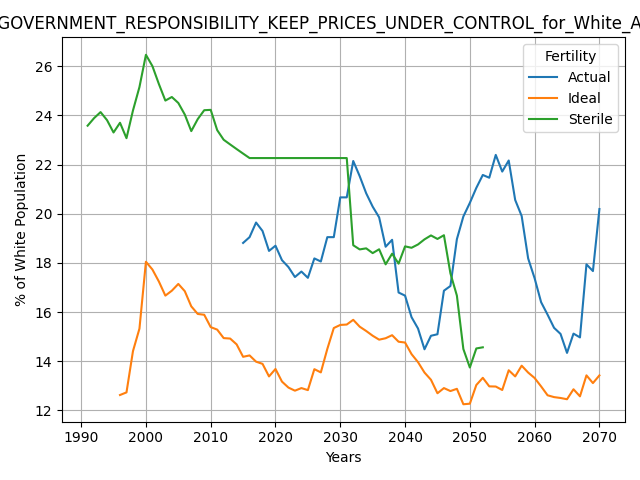 GOVERNMENT_RESPONSIBILITY_KEEP_PRICES_UNDER_CONTROL_for_White_A
Fertility
Actual
Ideal
Sterile
% of White Population
26
24
22
20
18
16
14
12
1990 2000 2010 2020 2030 2040 2050 2060 2070
Years